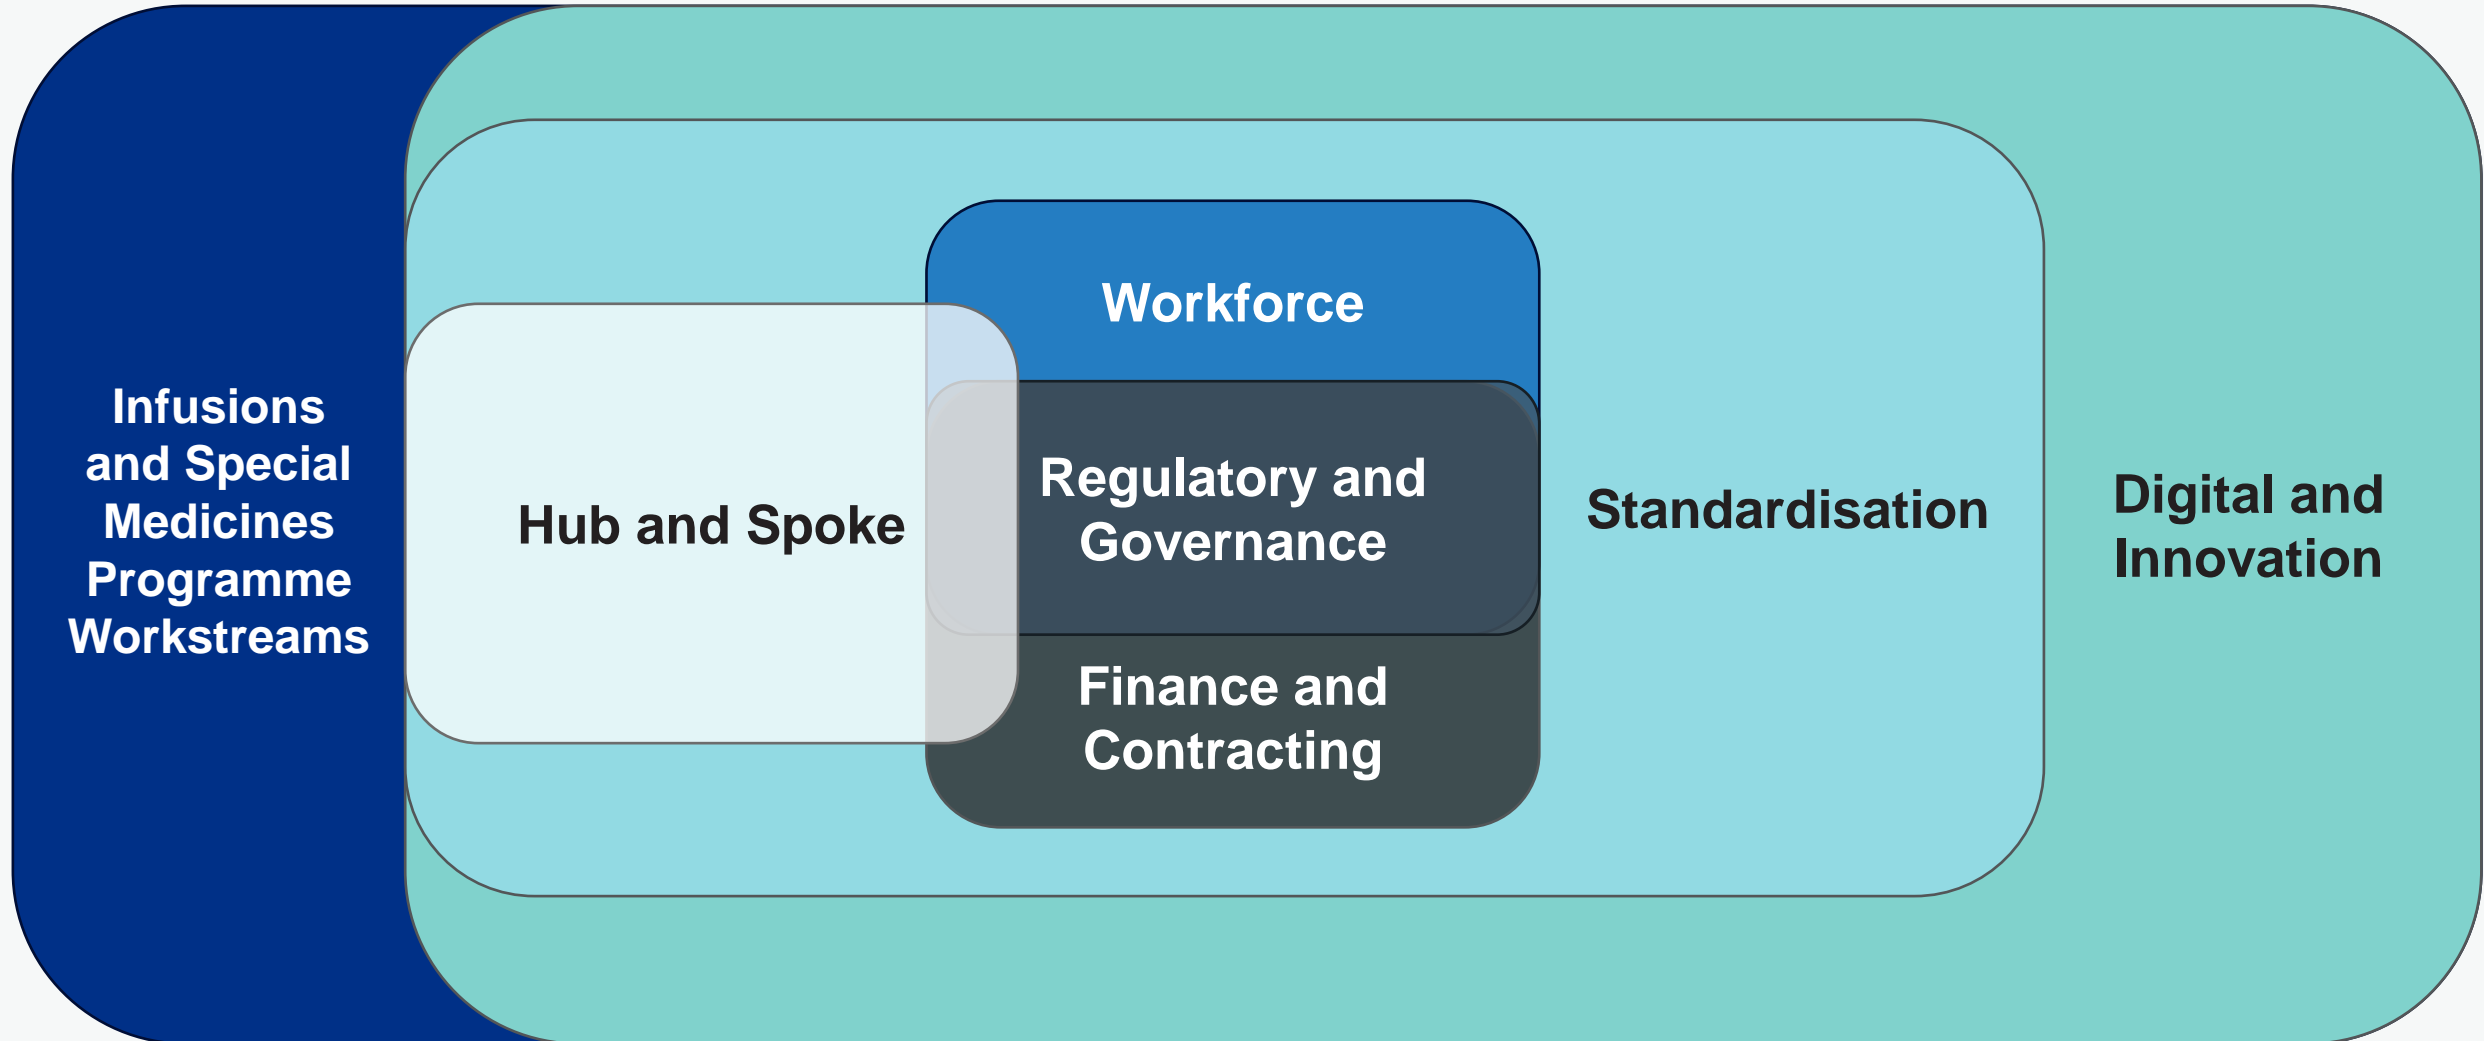 Infusions
and Special
Medicines
Programme
Workstreams
Hub and Spoke
Workforce
Regulatory and
Governance
Finance and
Contracting
Standardisation
Digital and
Innovation